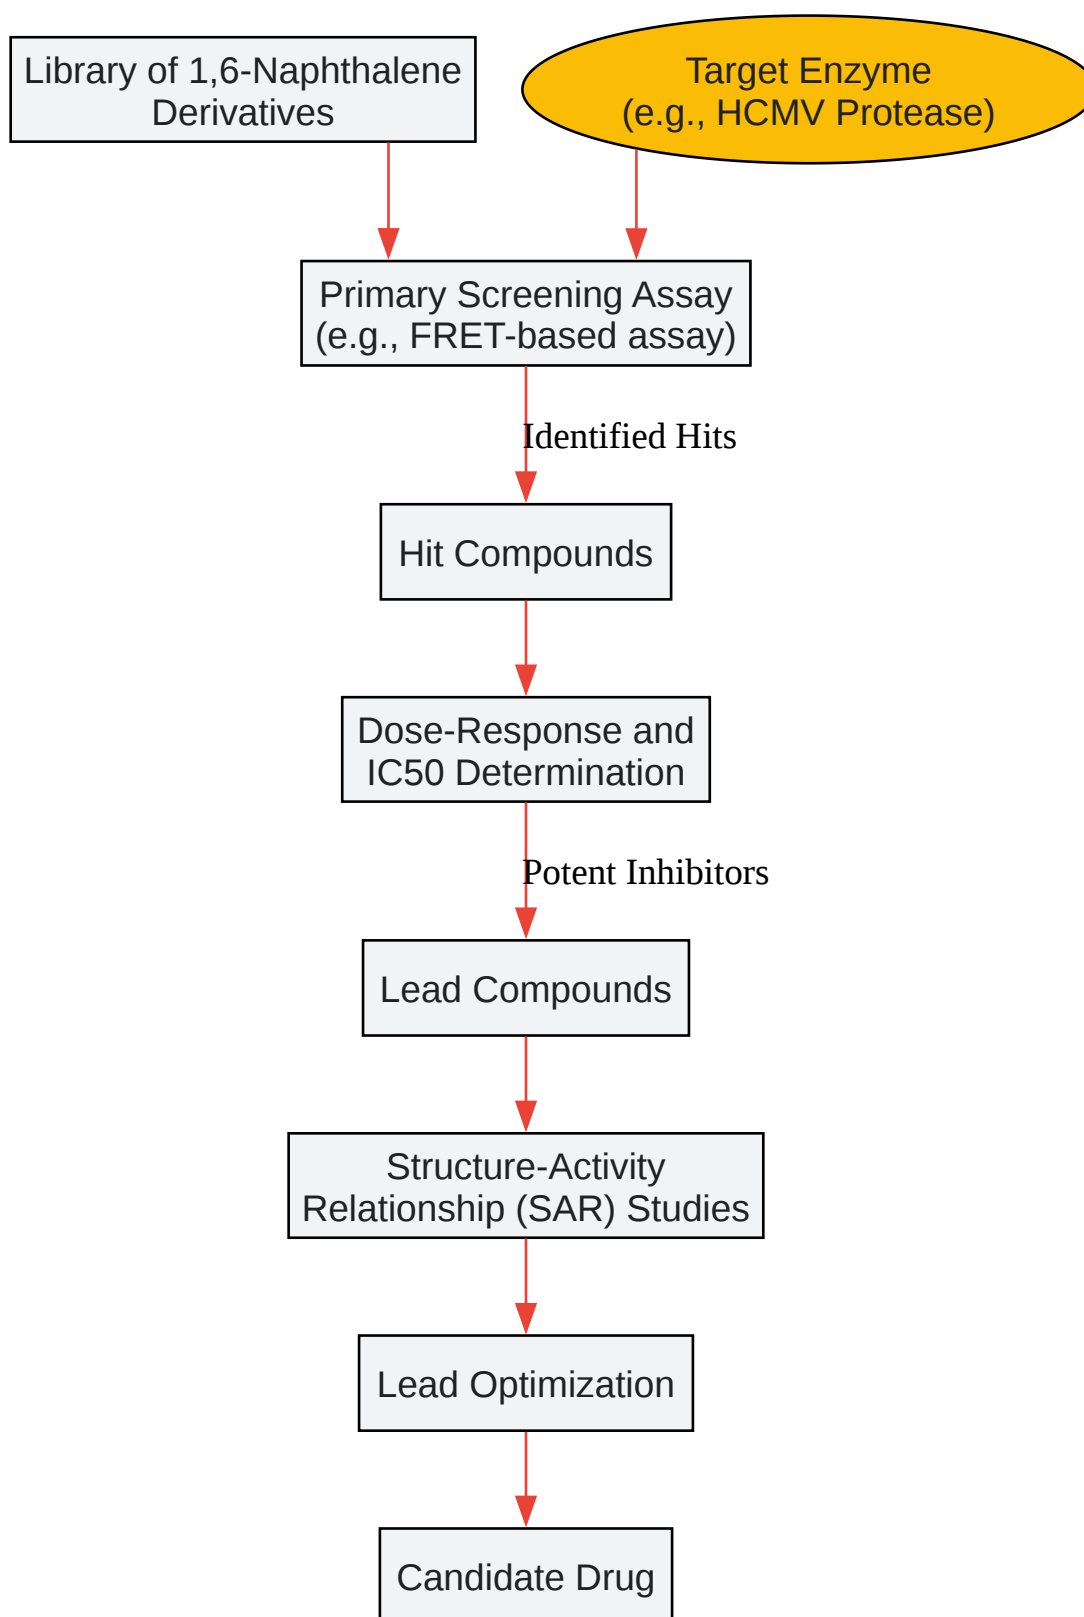 Library of 1,6-Naphthalene
Derivatives
Target Enzyme
(e.g., HCMV Protease)
Primary Screening Assay
(e.g., FRET-based assay)
Identified Hits
Hit Compounds
Dose-Response and
IC50 Determination
Potent Inhibitors
Lead Compounds
Structure-Activity
Relationship (SAR) Studies
Lead Optimization
Candidate Drug